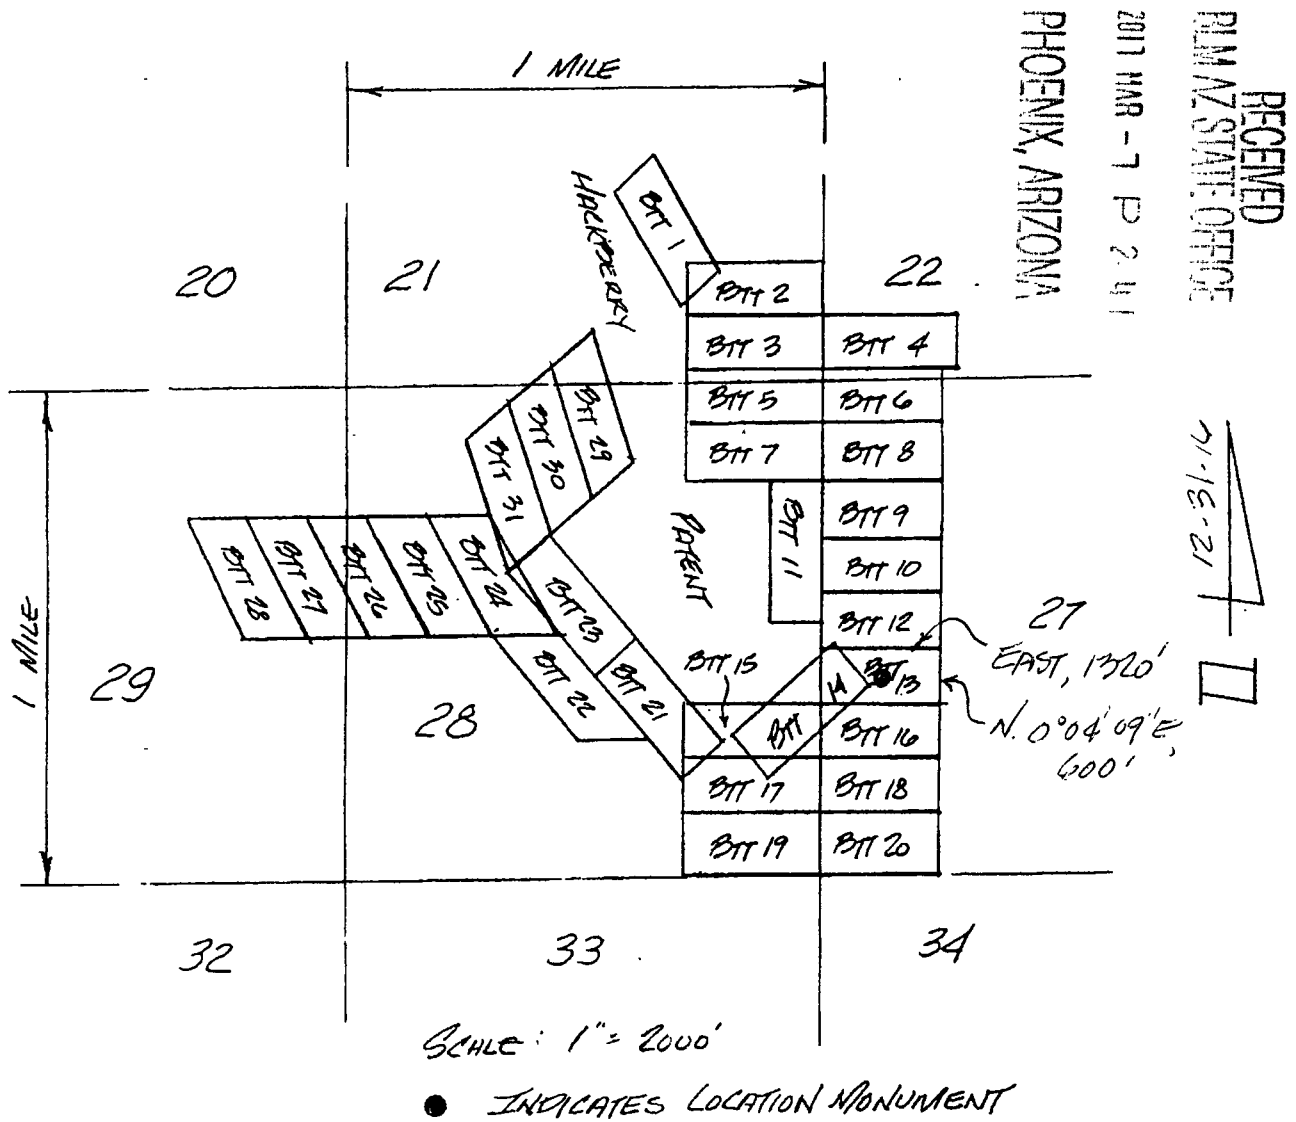 RECEIVED
BLM AZ STATE OFFICE
2017 MAR -7 P 2 41
PHOENIX, ARIZONA
1 MILE
HACKBERRY
BTT 1
20
21
22
BTT 2
BTT 3
BTT 4
BTT 5
BTT 6
BTT 7
BTT 8
BTT 29
BTT 30
BTT 31
12-31-16
PATENT
BTT 11
BTT 9
BTT 10
BTT 12
BTT 28
BTT 27
BTT 26
BTT 25
BTT 24
BTT 23
BTT 22
BTT 21
1 MILE
29
28
27
EAST, 1320'
N. 0°04'09"E,
600'
BTT 15
BTT 14
BTT 13
BTT 16
BTT 17
BTT 18
BTT 19
BTT 20
32
33
34
SCALE: 1" = 2000'
● INDICATES LOCATION MONUMENT